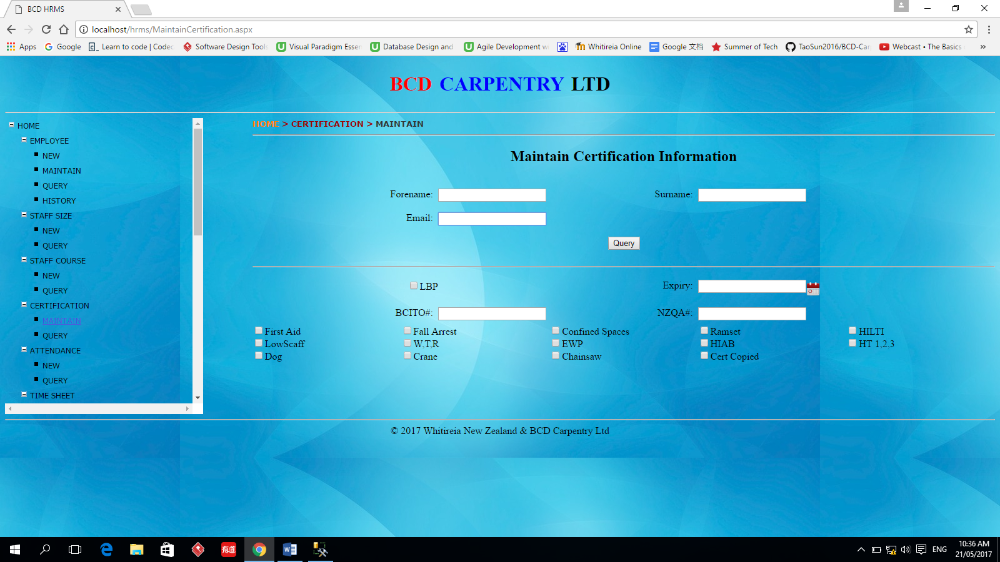 BCD HRMS
localhost/hrms/MaintainCertification.aspx
Apps Google Learn to code | Codec Software Design Tools Visual Paradigm Essen Database Design and Agile Development w Whitireia Online Google 文档 Summer of Tech TaoSun2016/BCD-Car Webcast • The Basics »
BCD CARPENTRY LTD
HOME
EMPLOYEE
NEW
MAINTAIN
QUERY
HISTORY
STAFF SIZE
NEW
QUERY
STAFF COURSE
NEW
QUERY
CERTIFICATION
MAINTAIN
QUERY
ATTENDANCE
NEW
QUERY
TIME SHEET
HOME > CERTIFICATION > MAINTAIN
Maintain Certification Information
Forename: Surname:
Email:
Query
LBP Expiry:
BCITO#: NZQA#:
First Aid Fall Arrest Confined Spaces Ramset HILTI
LowScaff W,T,R EWP HIAB HT 1,2,3
Dog Crane Chainsaw Cert Copied
© 2017 Whitireia New Zealand & BCD Carpentry Ltd
有道
ENG
10:36 AM
21/05/2017